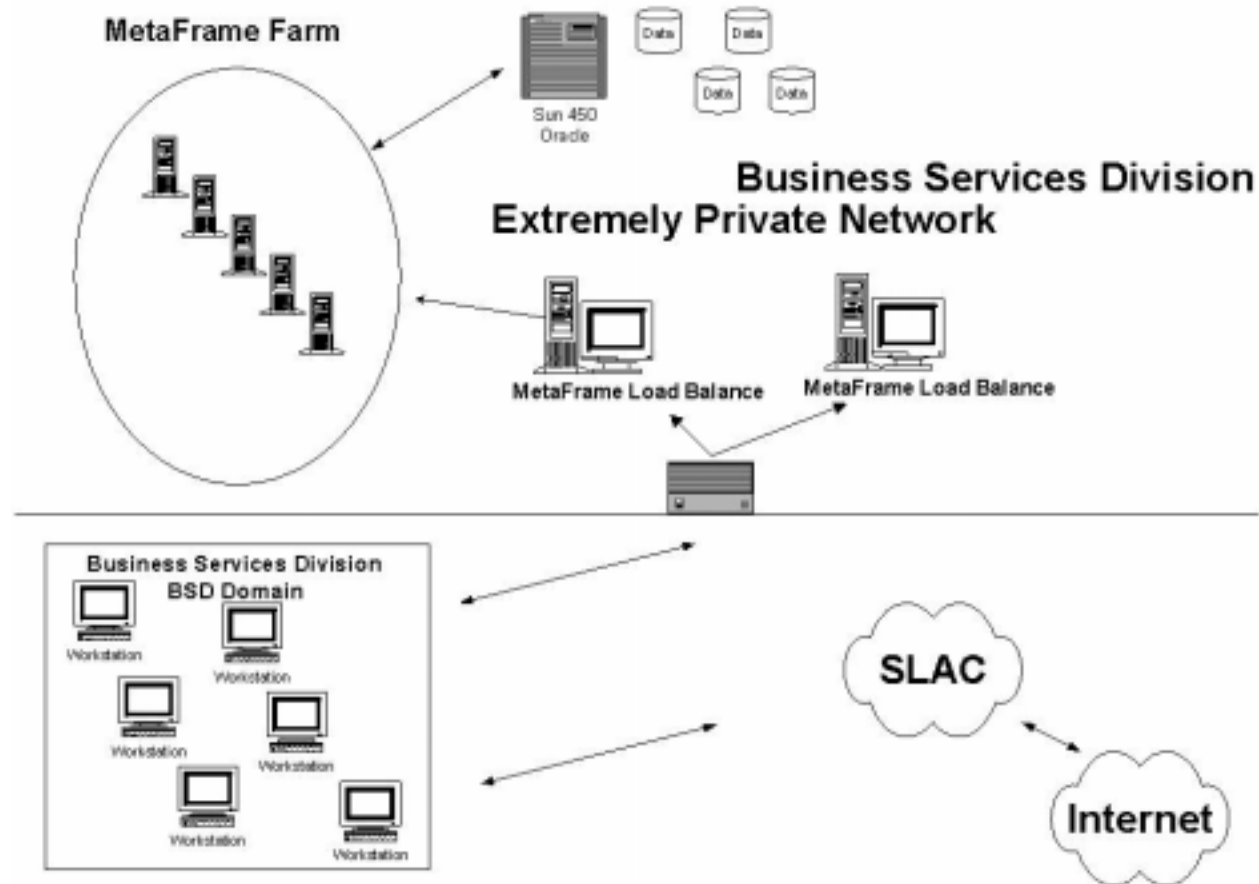 MetaFrame Farm
Data
Data
Data
Data
Sun 450
Oracle
Business Services Division
Extremely Private Network
MetaFrame Load Balance
MetaFrame Load Balance
Business Services Division
BSD Domain
Workstation
Workstation
Workstation
Workstation
Workstation
Workstation
SLAC
Internet